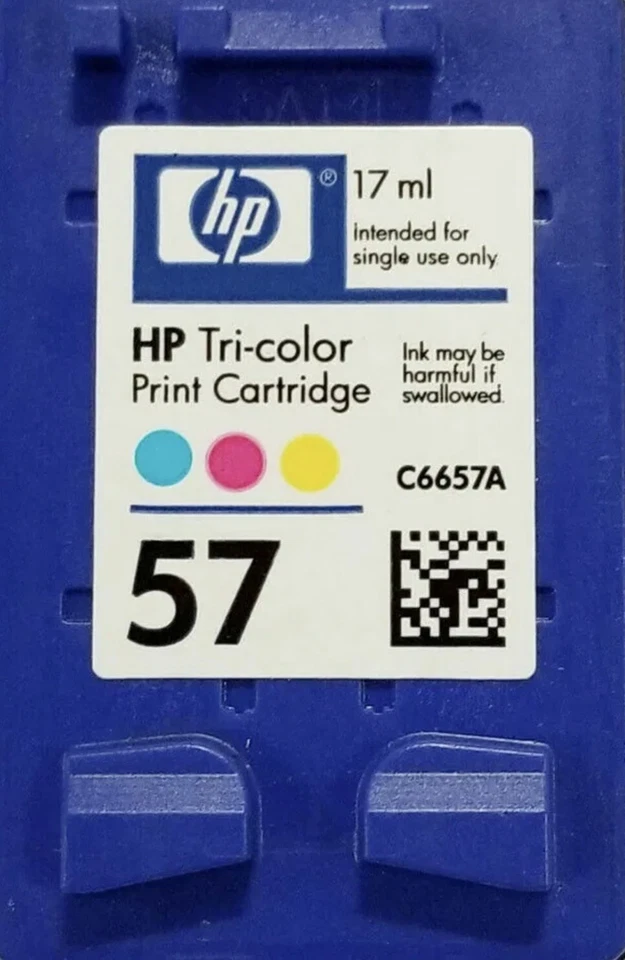 hp ®
17 ml
intended for
single use only.
HP Tri-color
Print Cartridge
Ink may be
harmful if
swallowed.
C6657A
57